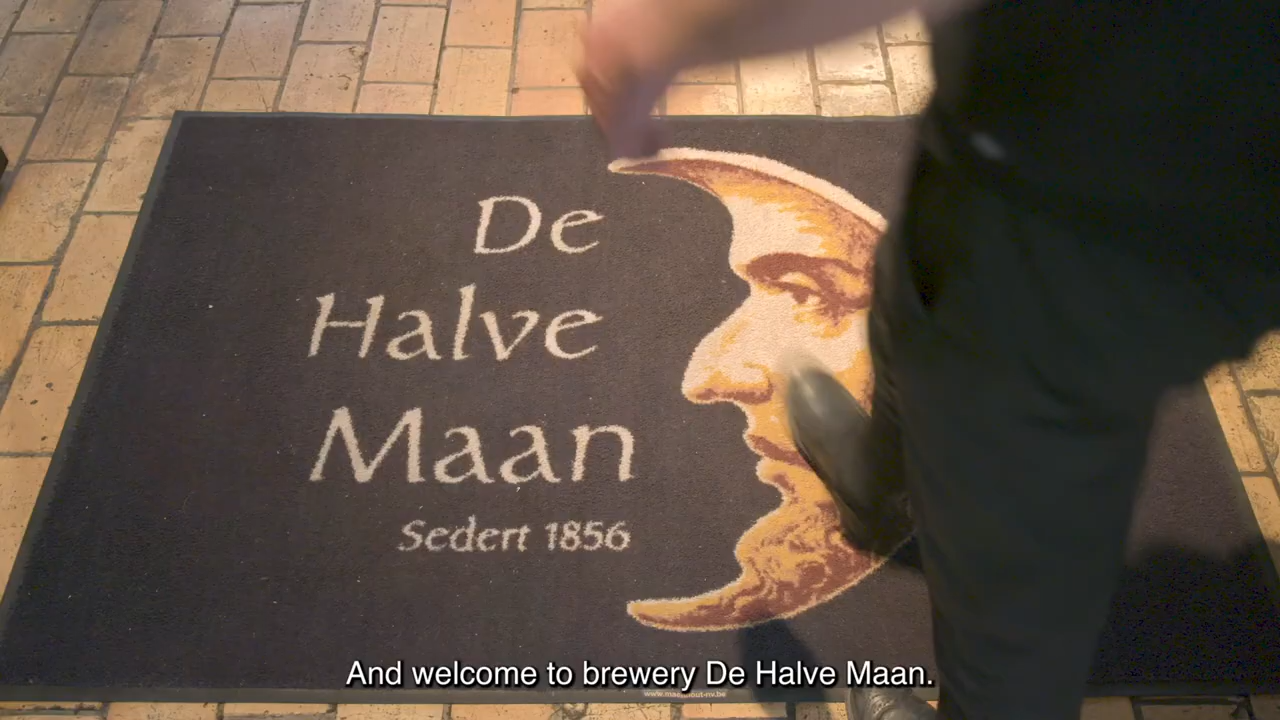 De
Halve
Maan
Sedert 1856
And welcome to brewery De Halve Maan.